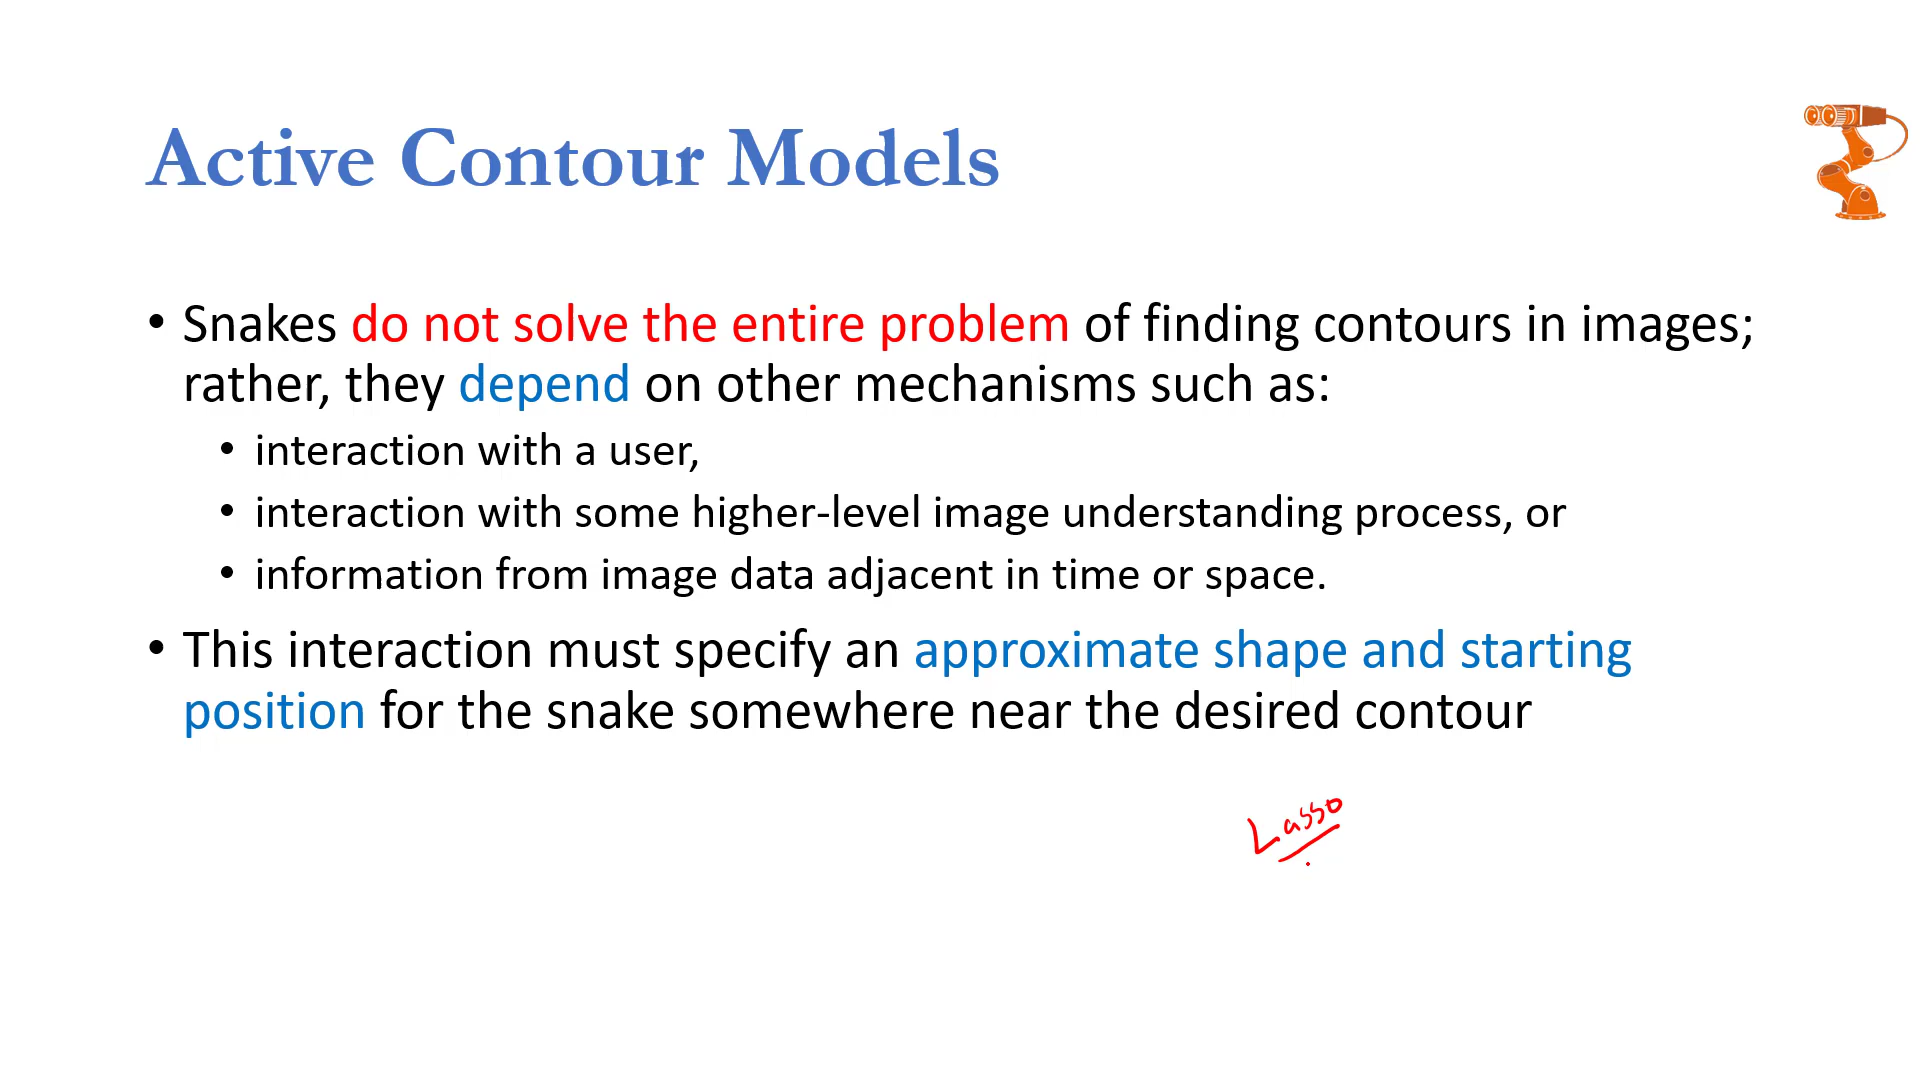 Active Contour Models
• Snakes do not solve the entire problem of finding contours in images;
rather, they depend on other mechanisms such as:
• interaction with a user,
• interaction with some higher-level image understanding process, or
• information from image data adjacent in time or space.
• This interaction must specify an approximate shape and starting
position for the snake somewhere near the desired contour
Lasso